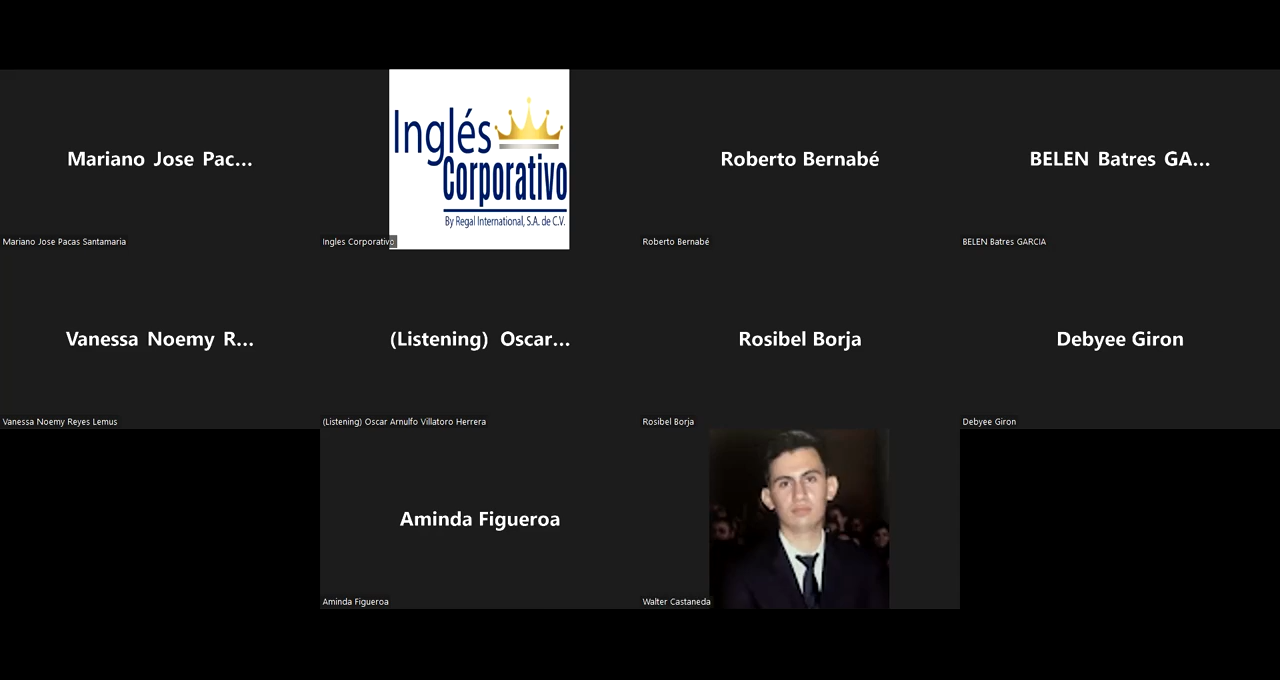 Mariano Jose Pac...
Mariano Jose Pacas Santamaria
Inglés
Corporativo
By Regal International, S.A. de C.V.
Ingles Corporativo
Roberto Bernabé
Roberto Bernabé
BELEN Batres GA...
BELEN Batres GARCIA
Vanessa Noemy R...
Vanessa Noemy Reyes Lemus
(Listening) Oscar...
(Listening) Oscar Arnulfo Villatoro Herrera
Rosibel Borja
Rosibel Borja
Debyee Giron
Debyee Giron
Aminda Figueroa
Aminda Figueroa
Walter Castaneda